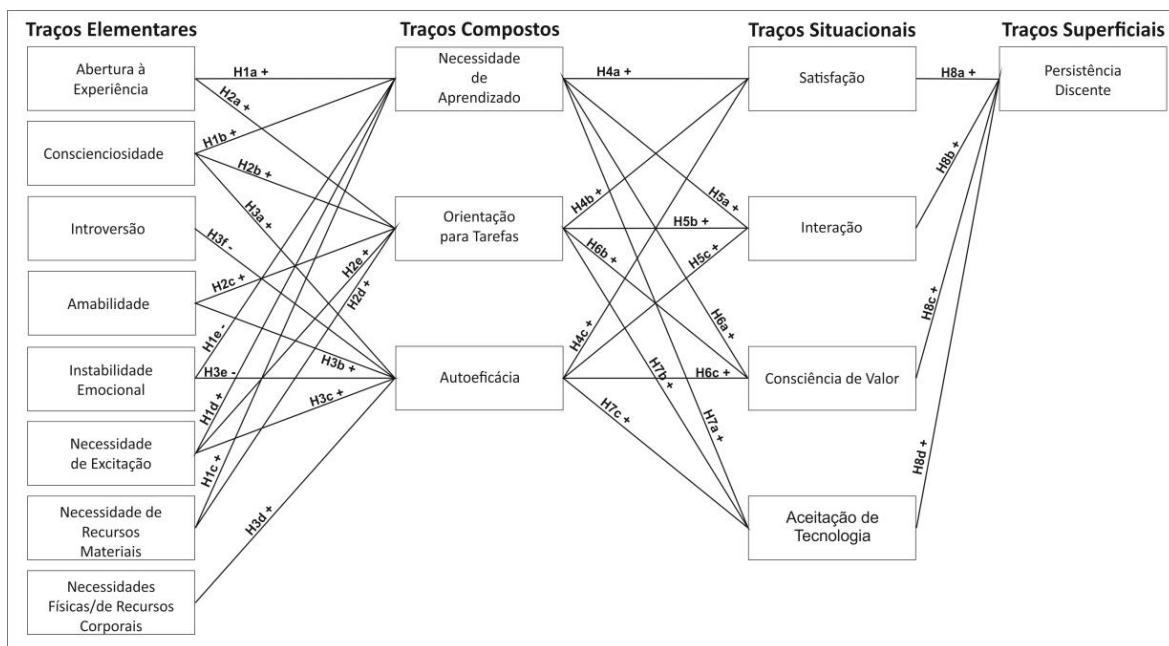 Traços Elementares
Traços Compostos
Traços Situacionais
Traços Superficiais
Abertura à
Experiência
Conscienciosidade
Introversão
Amabilidade
Instabilidade
Emocional
Necessidade
de Excitação
Necessidade de
Recursos
Materiais
Necessidades
Físicas/de Recursos
Corporais
H1a +
H2a +
H1b +
H2b +
H3a +
H3f -
H2c +
H2e +
H2d +
H1e -
H3b +
H3e -
H3c +
H1d +
H1c +
H3d +
Necessidade
de
Aprendizado
Orientação
para Tarefas
Autoeficácia
H4a +
H4b +
H5a +
H5b +
H6b +
H5c +
H4c +
H6a +
H7b +
H6c +
H7c +
H7a +
Satisfação
Interação
Consciência de Valor
Aceitação de
Tecnologia
H8a +
H8b +
H8c +
H8d +
Persistência
Discente